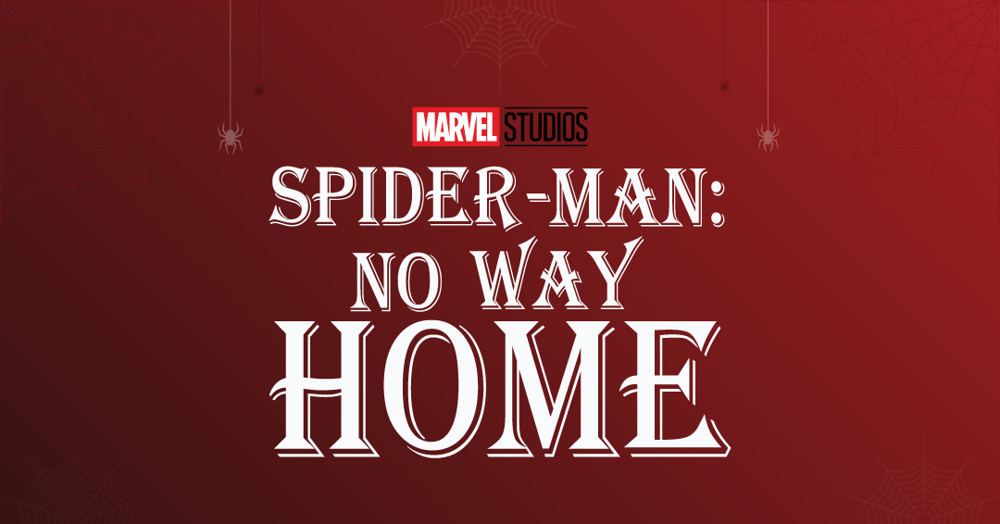 MARVEL STUDIOS
SPIDER-MAN:
NO WAY
HOME